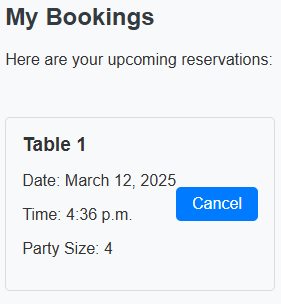 My Bookings
Here are your upcoming reservations:
Table 1
Date: March 12, 2025
Cancel
Time: 4:36 p.m.
Party Size: 4